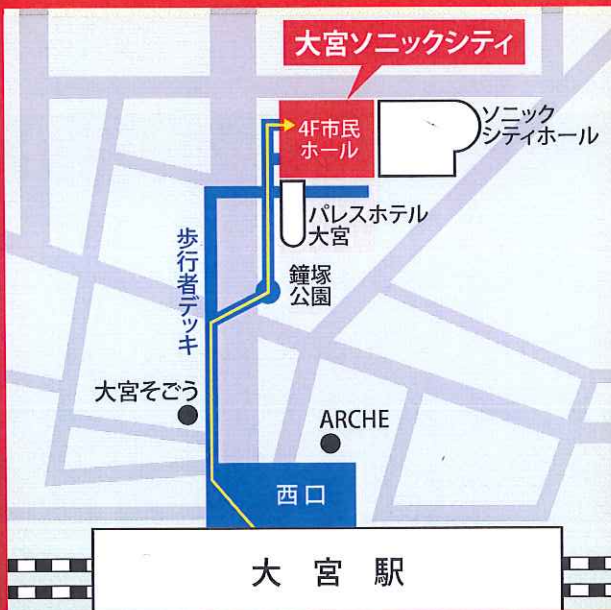 大宮ソニックシティ
4F市民
ホール
ソニック
シティホール
パレスホテル
大宮
歩行者デッキ
鐘塚
公園
大宮そごう
ARCHE
西口
大宮駅